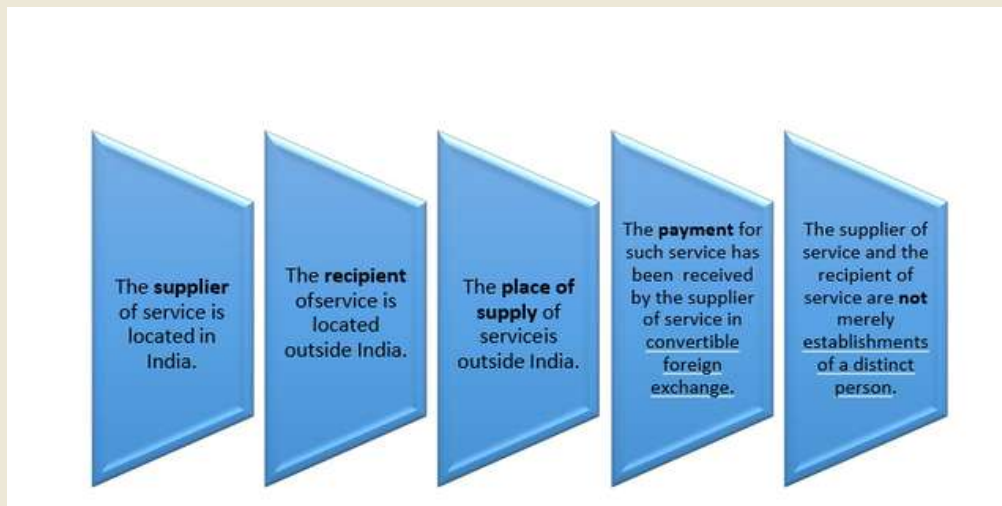 The supplier
of service is
located in
India.
The recipient
ofservice is
located
outside India.
The place of
supply of
serviceis
outside India.
The payment for
such service has
been received
by the supplier
of service in
convertible
foreign
exchange.
The supplier of
service and the
recipient of
service are not
merely
establishments
of a distinct
person.